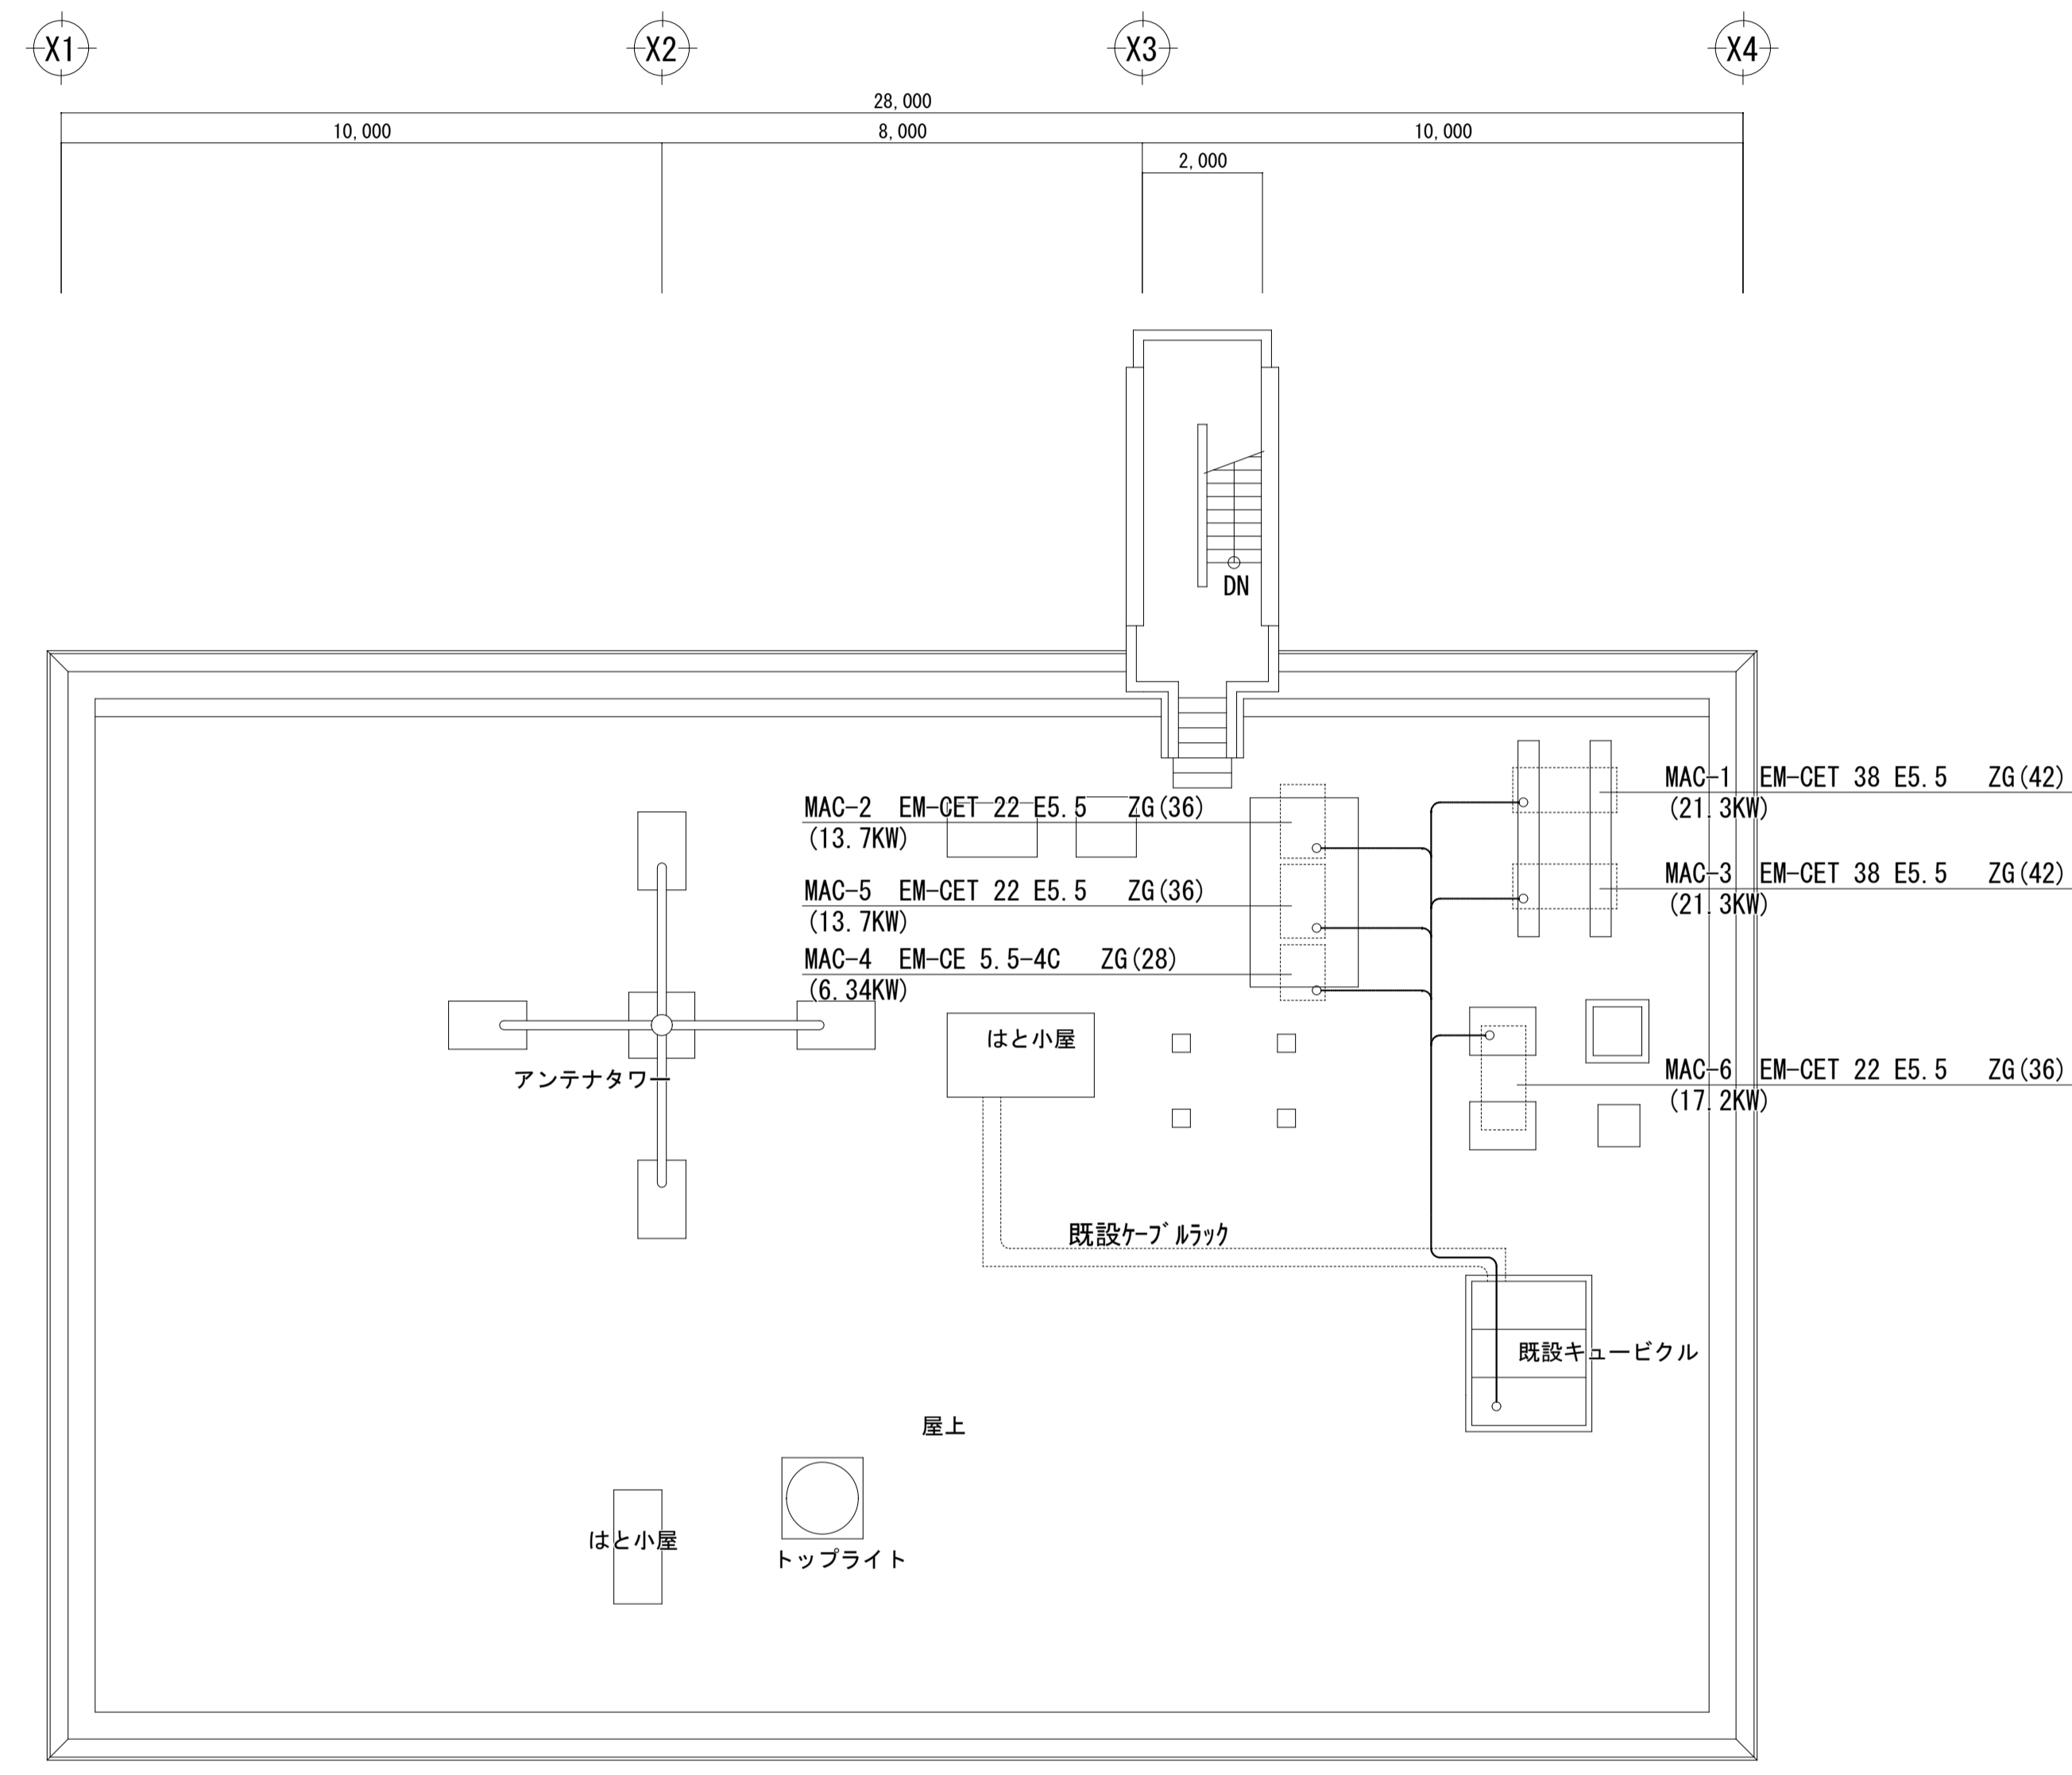 X1
X2
X3
X4
28,000
10,000
8,000
10,000
2,000
DN
MAC-1 EM-CET 38 E5.5 ZG(42)
(21.3KW)
MAC-2 EM-CET 22 E5.5 ZG(36)
(13.7KW)
MAC-3 EM-CET 38 E5.5 ZG(42)
(21.3KW)
MAC-5 EM-CET 22 E5.5 ZG(36)
(13.7KW)
MAC-4 EM-CE 5.5-4C ZG(28)
(6.34KW)
はと小屋
MAC-6 EM-CET 22 E5.5 ZG(36)
(17.2KW)
アンテナタワー
既設ｹｰﾌﾞﾙﾗｯｸ
既設キュービクル
屋上
はと小屋
トップライト